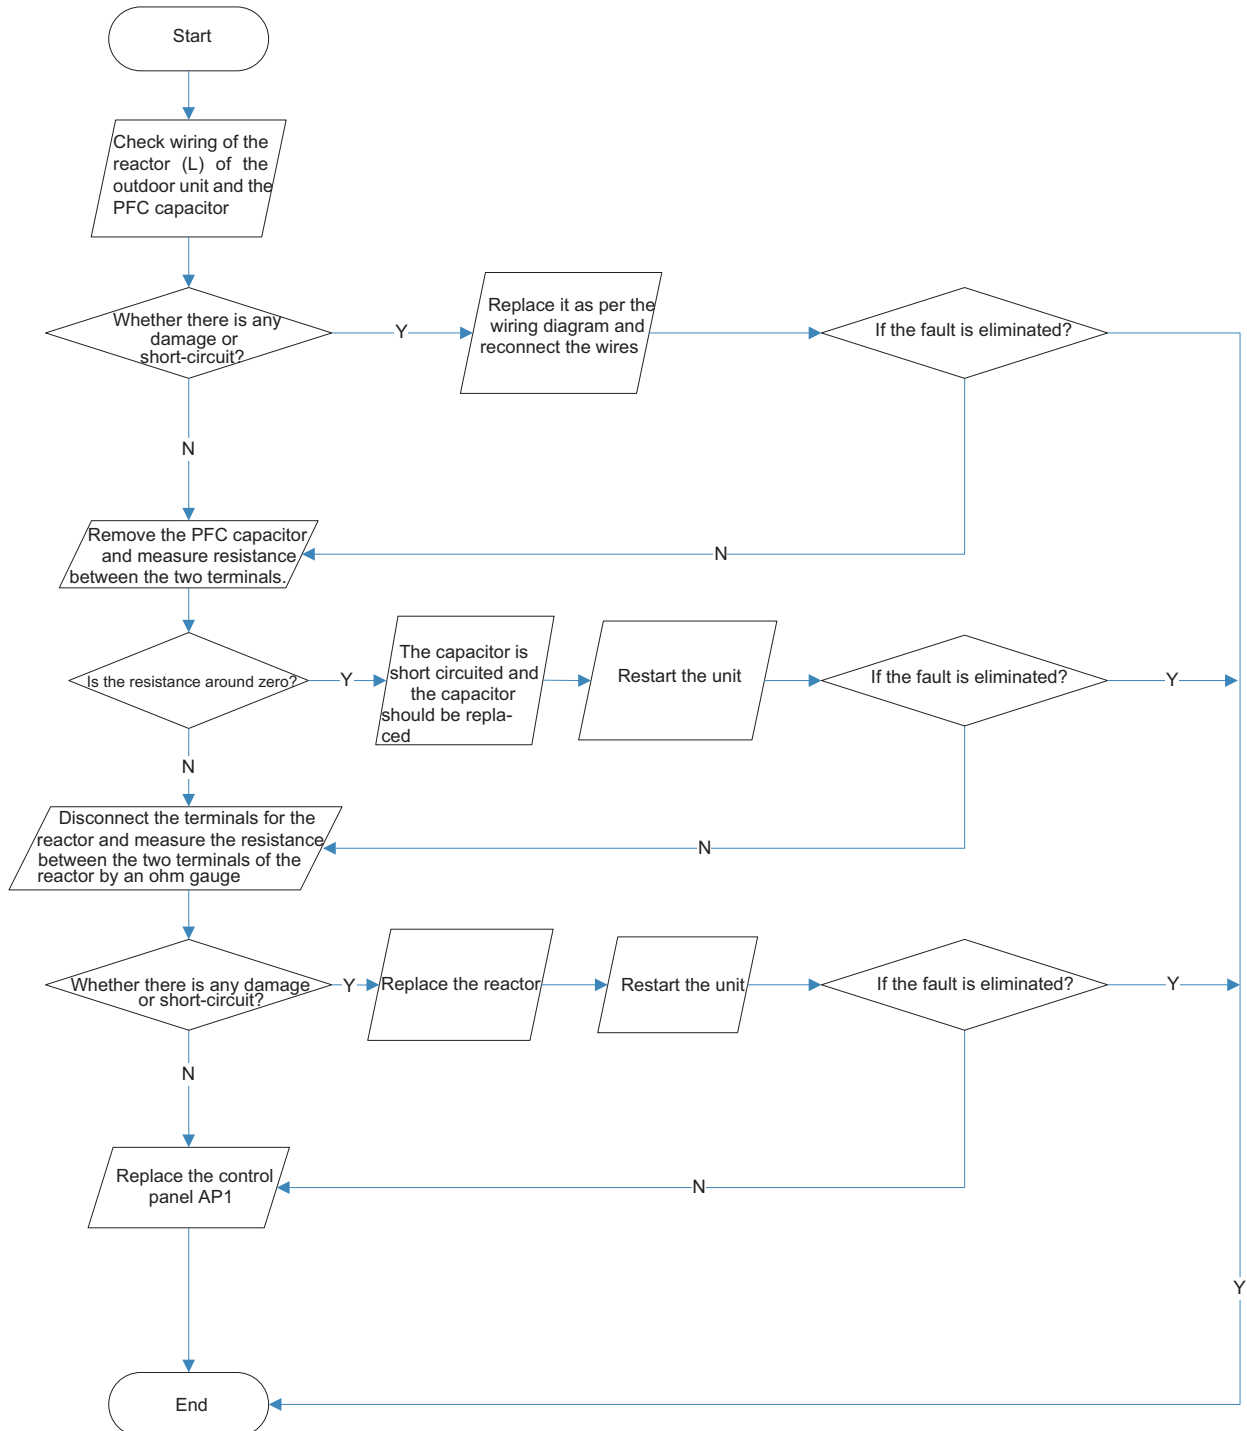 Start
Check wiring of the
reactor (L) of the
outdoor unit and the
PFC capacitor
Whether there is any
damage or
short-circuit?
Y
Replace it as per the
wiring diagram and
reconnect the wires
If the fault is eliminated?
N
Remove the PFC capacitor
and measure resistance
between the two terminals.
N
Is the resistance around zero?
Y
The capacitor is
short circuited and
the capacitor
should be repla-
ced
Restart the unit
If the fault is eliminated?
Y
N
Disconnect the terminals for the
reactor and measure the resistance
between the two terminals of the
reactor by an ohm gauge
N
Whether there is any damage
or short-circuit?
Y
Replace the reactor
Restart the unit
If the fault is eliminated?
Y
N
Replace the control
panel AP1
N
Y
End